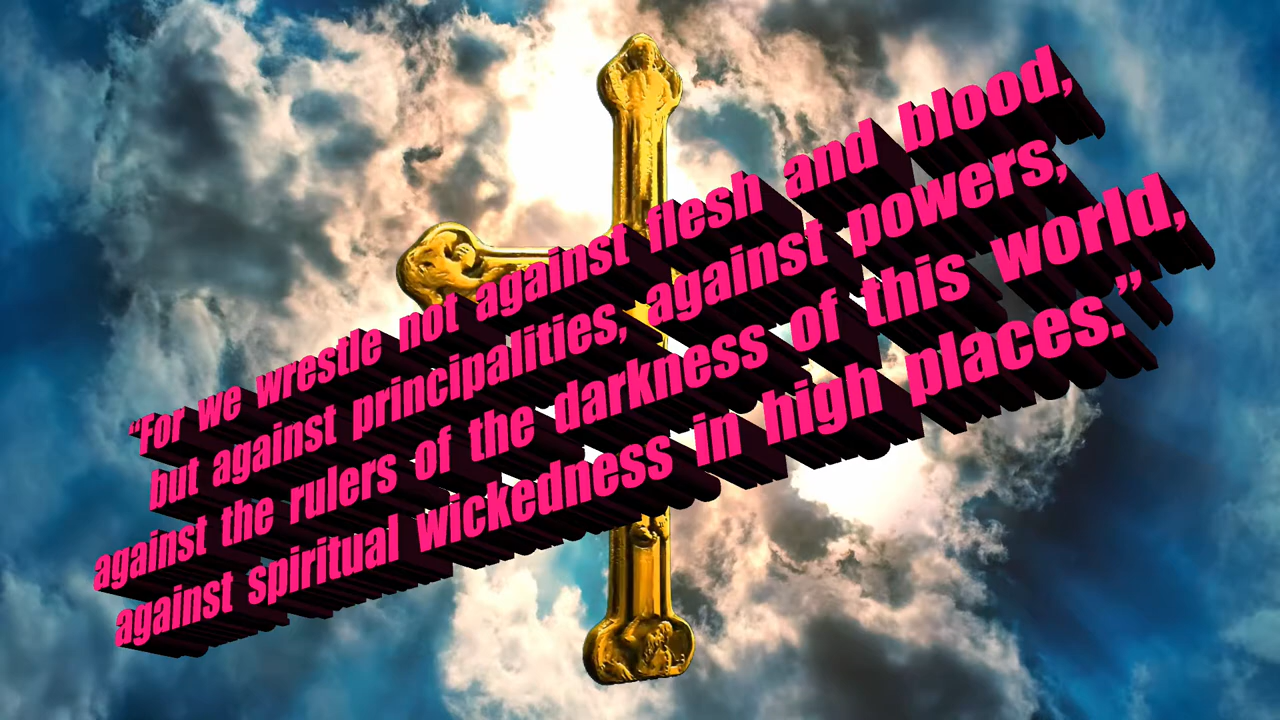 “For we wrestle not against flesh and blood,
but against principalities, against powers,
against the rulers of the darkness of this world,
against spiritual wickedness in high places.”